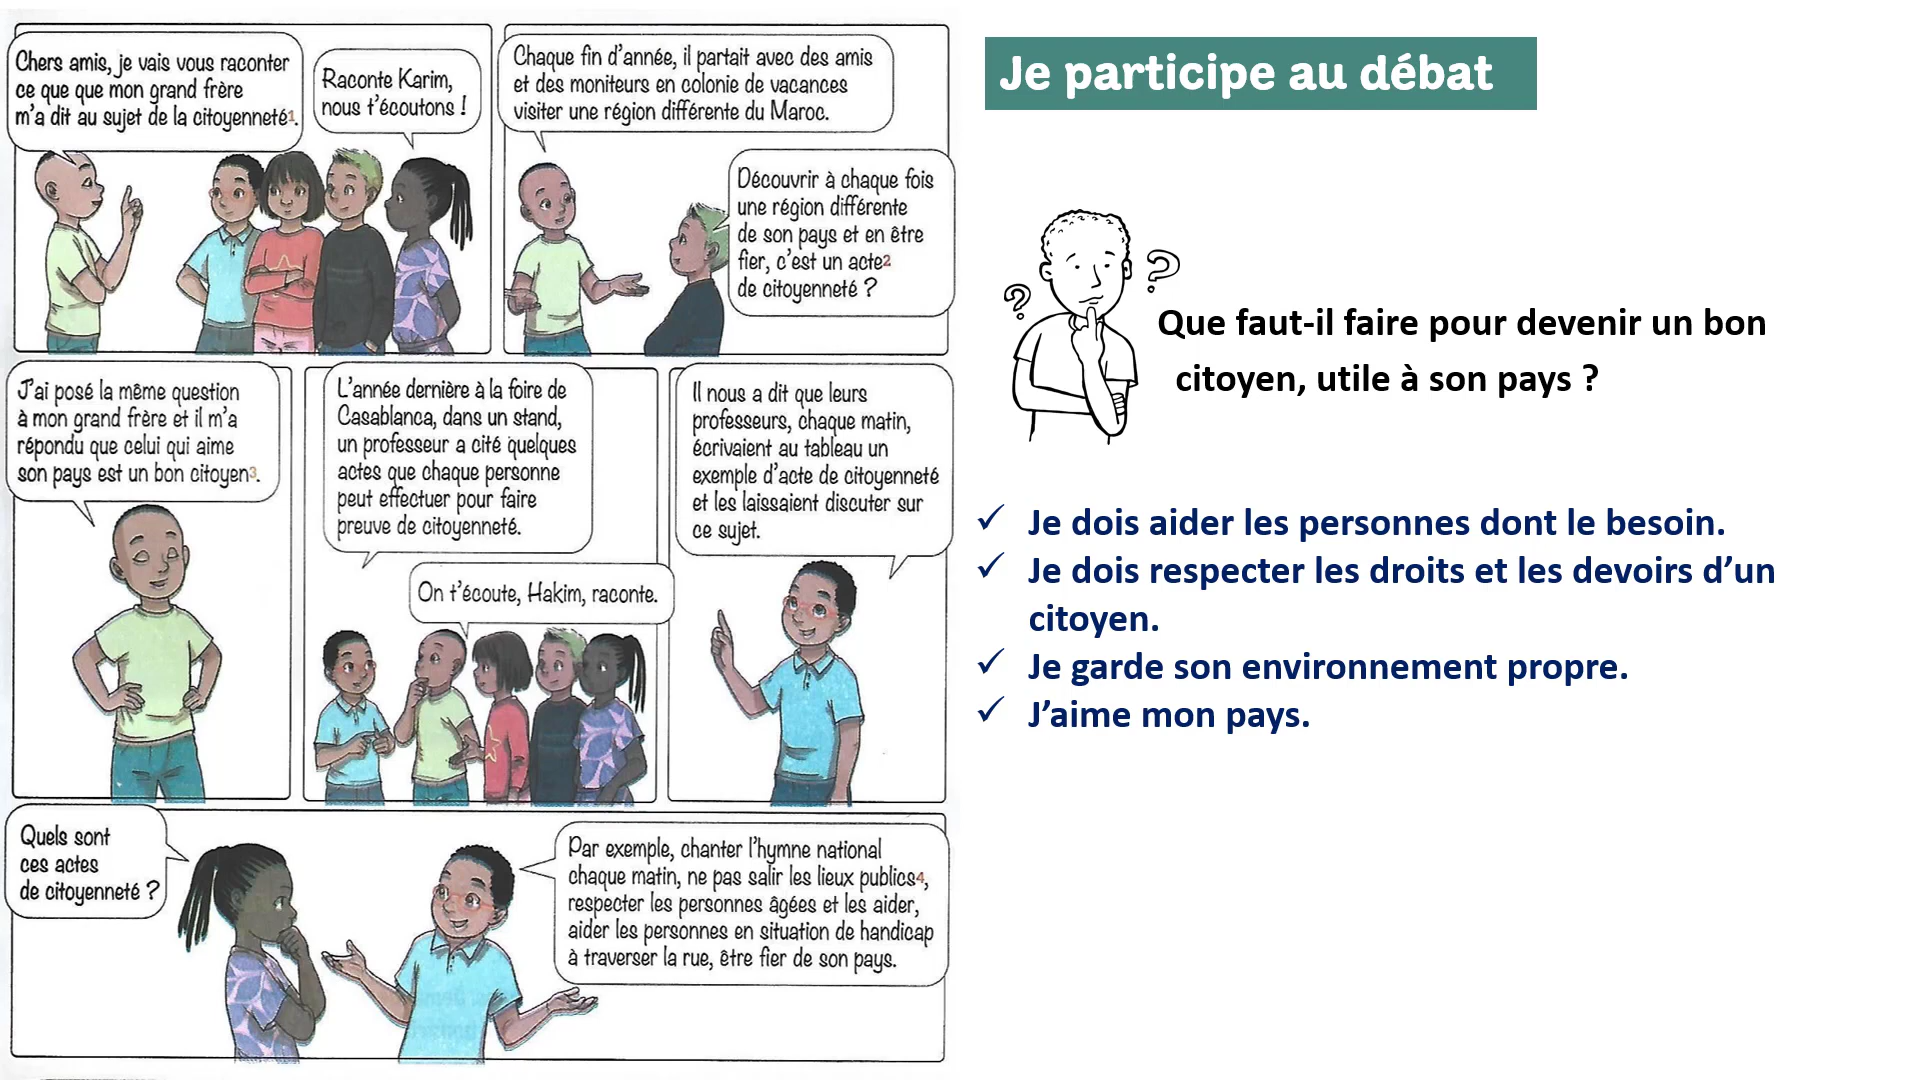 Chers amis, je vais vous raconter
ce que que mon grand frère
m'a dit au sujet de la citoyenneté1.
Raconte Karim,
nous t'écoutons !
Chaque fin d'année, il partait avec des amis
et des moniteurs en colonie de vacances
visiter une région différente du Maroc.
Découvrir à chaque fois
une région différente
de son pays et en être
fier, c'est un acte2
de citoyenneté ?
J'ai posé la même question
à mon grand frère et il m'a
répondu que celui qui aime
son pays est un bon citoyen3.
L'année dernière à la foire de
Casablanca, dans un stand,
un professeur a cité quelques
actes que chaque personne
peut effectuer pour faire
preuve de citoyenneté.
On t'écoute, Hakim, raconte.
Il nous a dit que leurs
professeurs, chaque matin,
écrivaient au tableau un
exemple d'acte de citoyenneté
et les laissaient discuter sur
ce sujet.
Quels sont
ces actes
de citoyenneté ?
Par exemple, chanter l'hymne national
chaque matin, ne pas salir les lieux publics4,
respecter les personnes âgées et les aider,
aider les personnes en situation de handicap
à traverser la rue, être fier de son pays.
Je participe au débat
? ?
Que faut-il faire pour devenir un bon
citoyen, utile à son pays ?
✓ Je dois aider les personnes dont le besoin.
✓ Je dois respecter les droits et les devoirs d'un
citoyen.
✓ Je garde son environnement propre.
✓ J'aime mon pays.